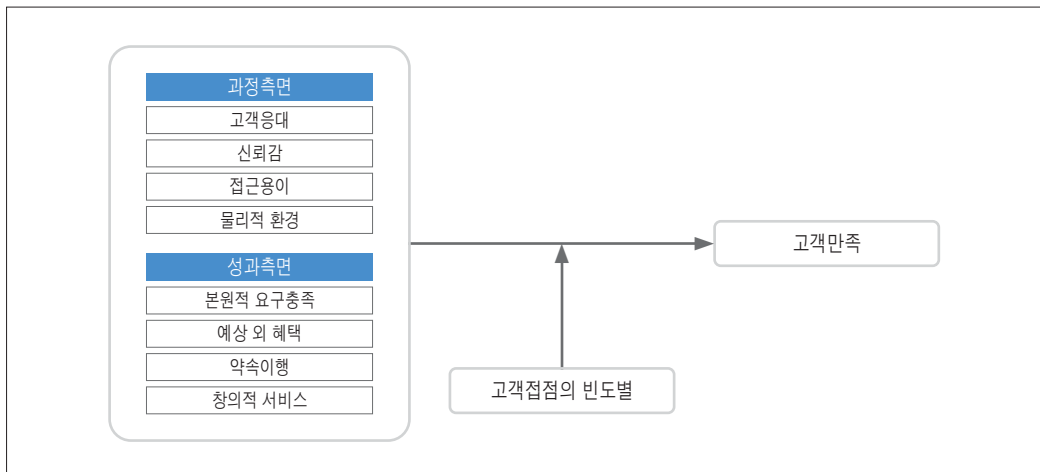 과정측면
고객응대
신뢰감
접근용이
물리적 환경
성과측면
본원적 요구충족
예상 외 혜택
약속이행
창의적 서비스
고객접점의 빈도별
고객만족